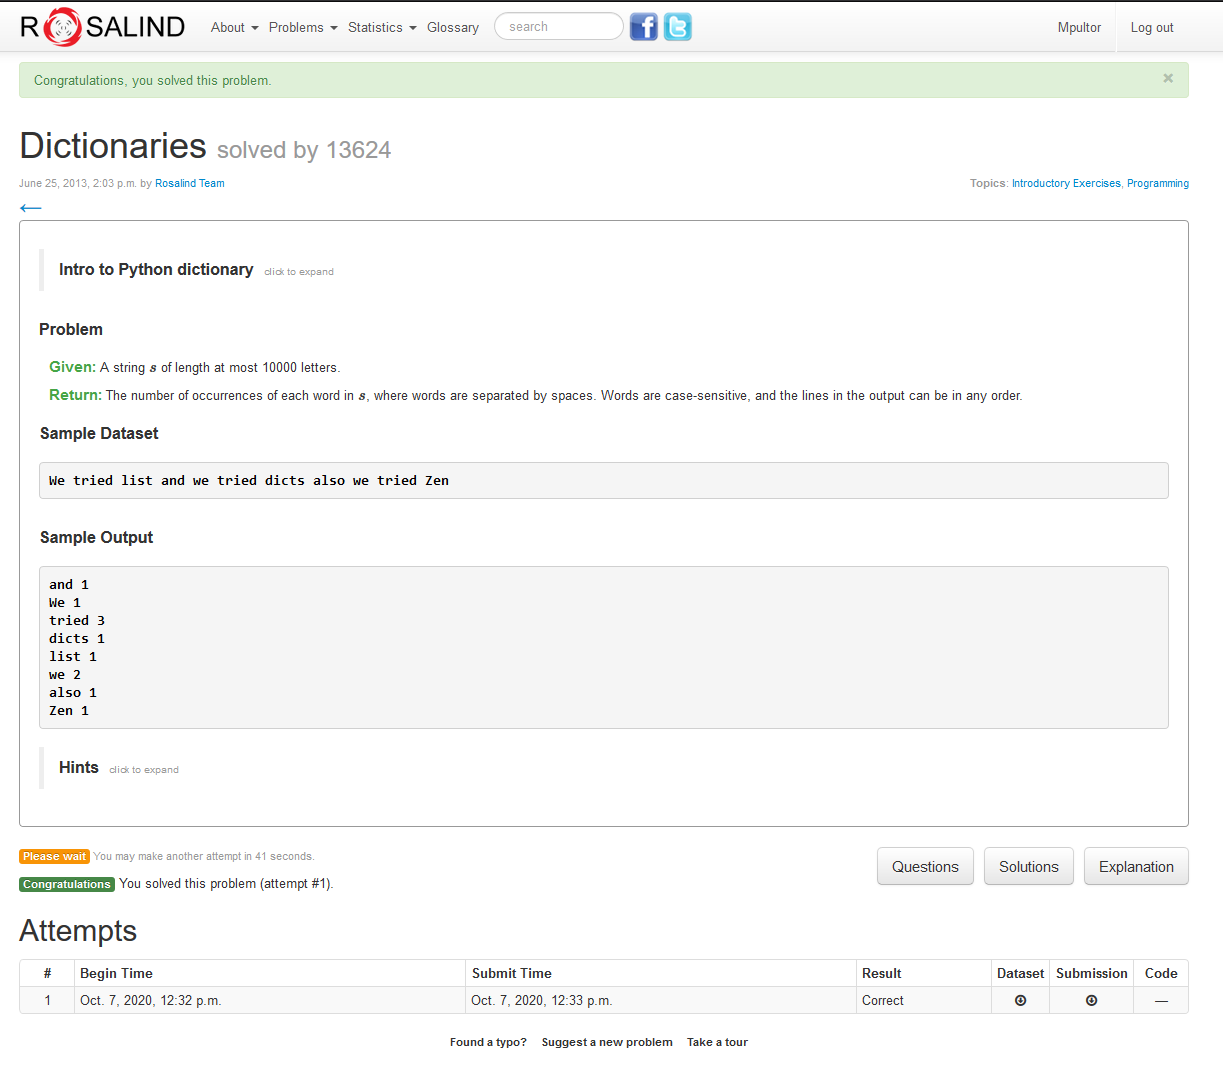 ROSALIND About Problems Statistics Glossary search Mpultor Log out
Congratulations, you solved this problem. ×
Dictionaries solved by 13624
June 25, 2013, 2:03 p.m. by Rosalind Team Topics: Introductory Exercises, Programming
←
Intro to Python dictionary click to expand
Problem
Given: A string s of length at most 10000 letters.
Return: The number of occurrences of each word in s, where words are separated by spaces. Words are case-sensitive, and the lines in the output can be in any order.
Sample Dataset
We tried list and we tried dicts also we tried Zen
Sample Output
and 1
We 1
tried 3
dicts 1
list 1
we 2
also 1
Zen 1
Hints click to expand
Please wait You may make another attempt in 41 seconds. Questions Solutions Explanation
Congratulations You solved this problem (attempt #1).
Attempts
# Begin Time Submit Time Result Dataset Submission Code
1 Oct. 7, 2020, 12:32 p.m. Oct. 7, 2020, 12:33 p.m. Correct —
Found a typo? Suggest a new problem Take a tour